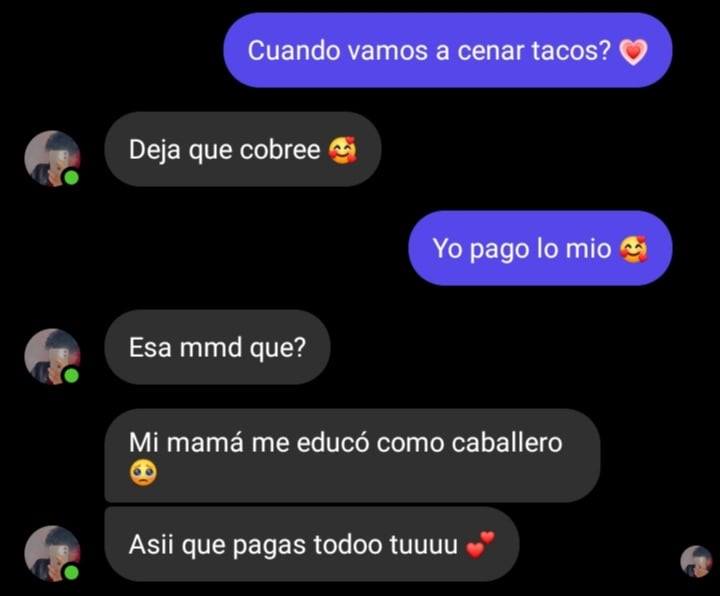 Cuando vamos a cenar tacos? 💗
Deja que cobree 🥰
Yo pago lo mio 🥰
Esa mmd que?
Mi mamá me educó como caballero
🥺
Asii que pagas todoo tuuuu 💕